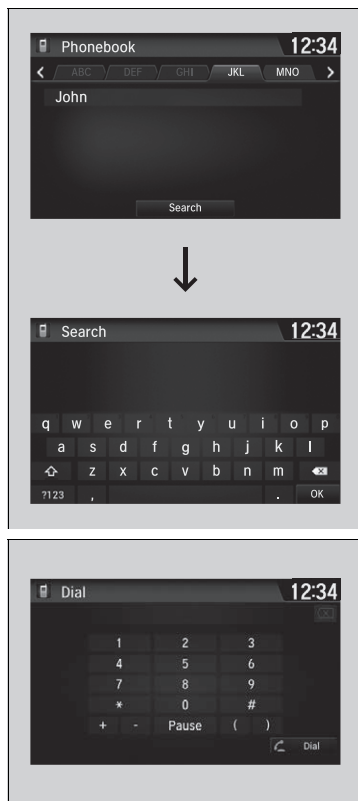 Phonebook 12:34
< ABC DEF GHI JKL MNO >
John
Search
Search 12:34
q w e r t y u i o p
a s d f g h j k l
z x c v b n m
?123 , . OK
Dial 12:34
1 2 3
4 5 6
7 8 9
* 0 #
+ - Pause ( )
Dial